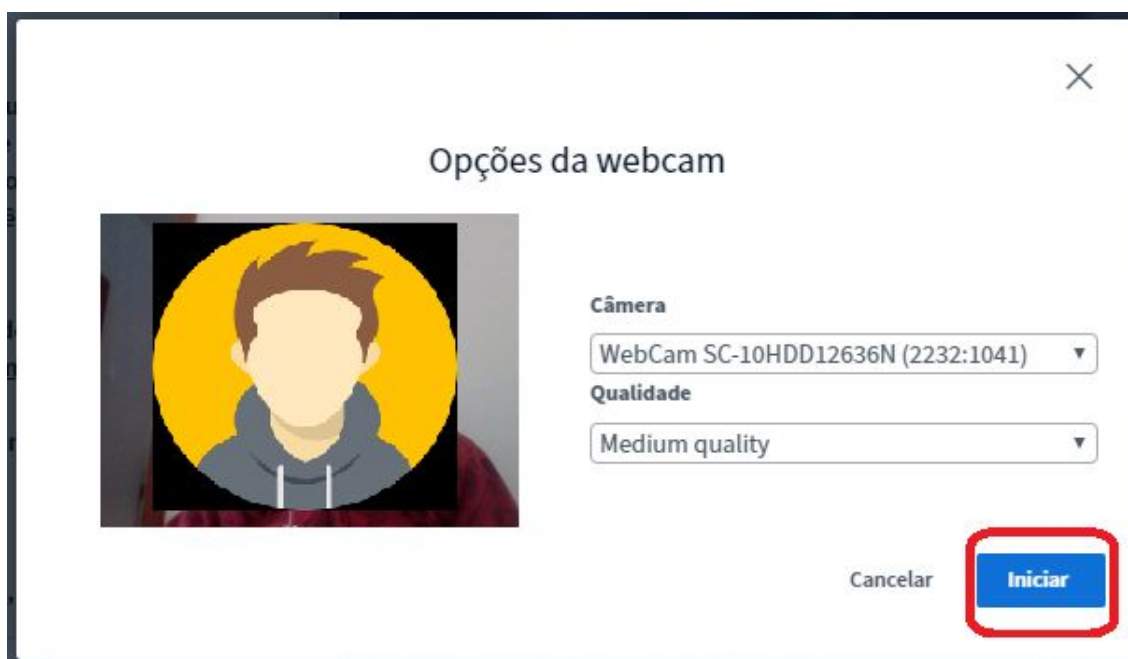 Opções da webcam
Câmera
WebCam SC-10HDD12636N (2232:1041)
Qualidade
Medium quality
Cancelar
Iniciar